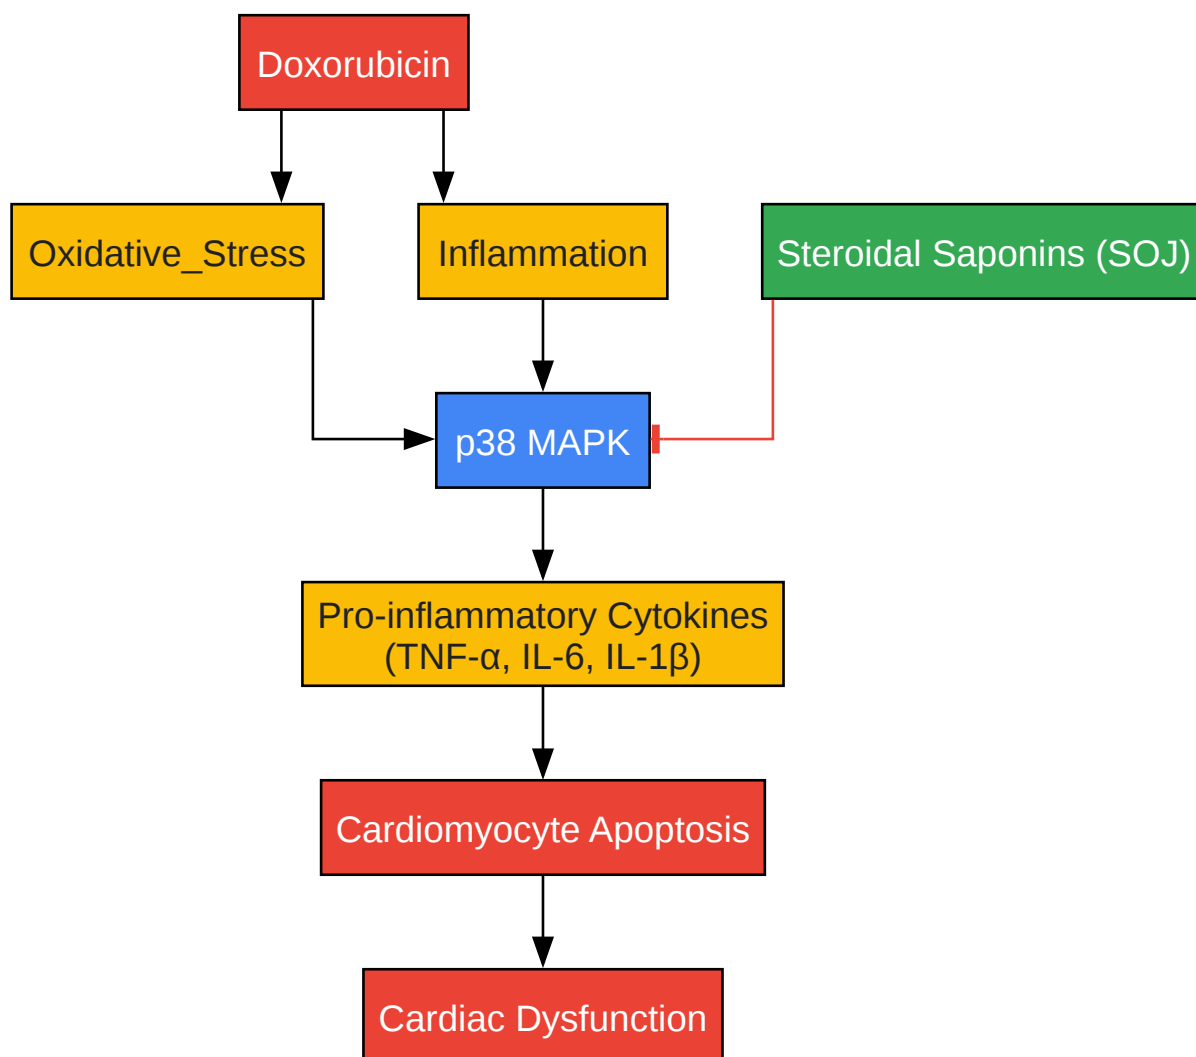 Doxorubicin
Oxidative_Stress
Inflammation
Steroidal Saponins (SOJ)
p38 MAPK
Pro-inflammatory Cytokines
(TNF-α, IL-6, IL-1β)
Cardiomyocyte Apoptosis
Cardiac Dysfunction